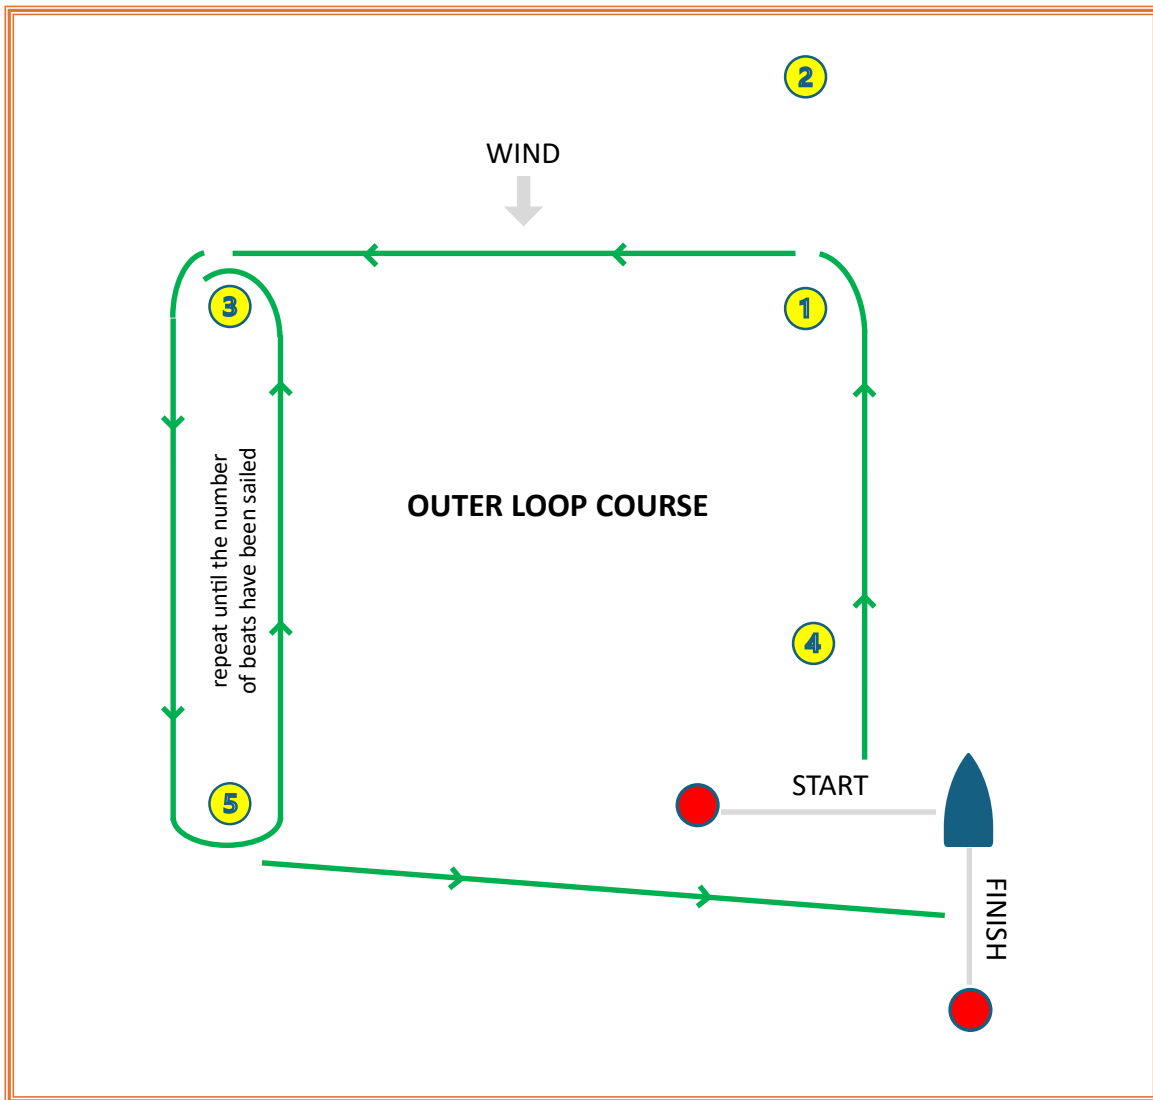 2
WIND
3
1
repeat until the number
of beats have been sailed
OUTER LOOP COURSE
4
5
START
FINISH